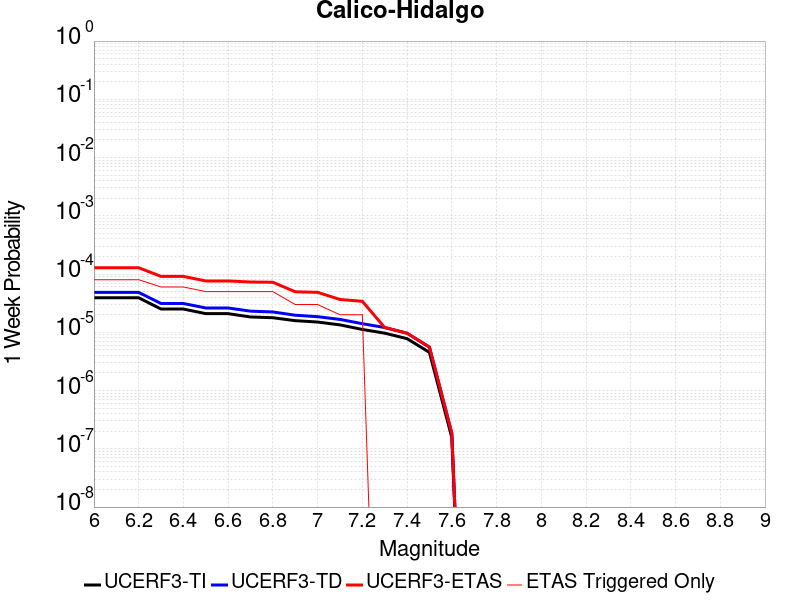 Calico-Hidalgo
10^0
10^-1
10^-2
10^-3
10^-4
10^-5
10^-6
10^-7
10^-8
1 Week Probability
6 6.2 6.4 6.6 6.8 7 7.2 7.4 7.6 7.8 8 8.2 8.4 8.6 8.8 9
Magnitude
UCERF3-TI UCERF3-TD UCERF3-ETAS ETAS Triggered Only